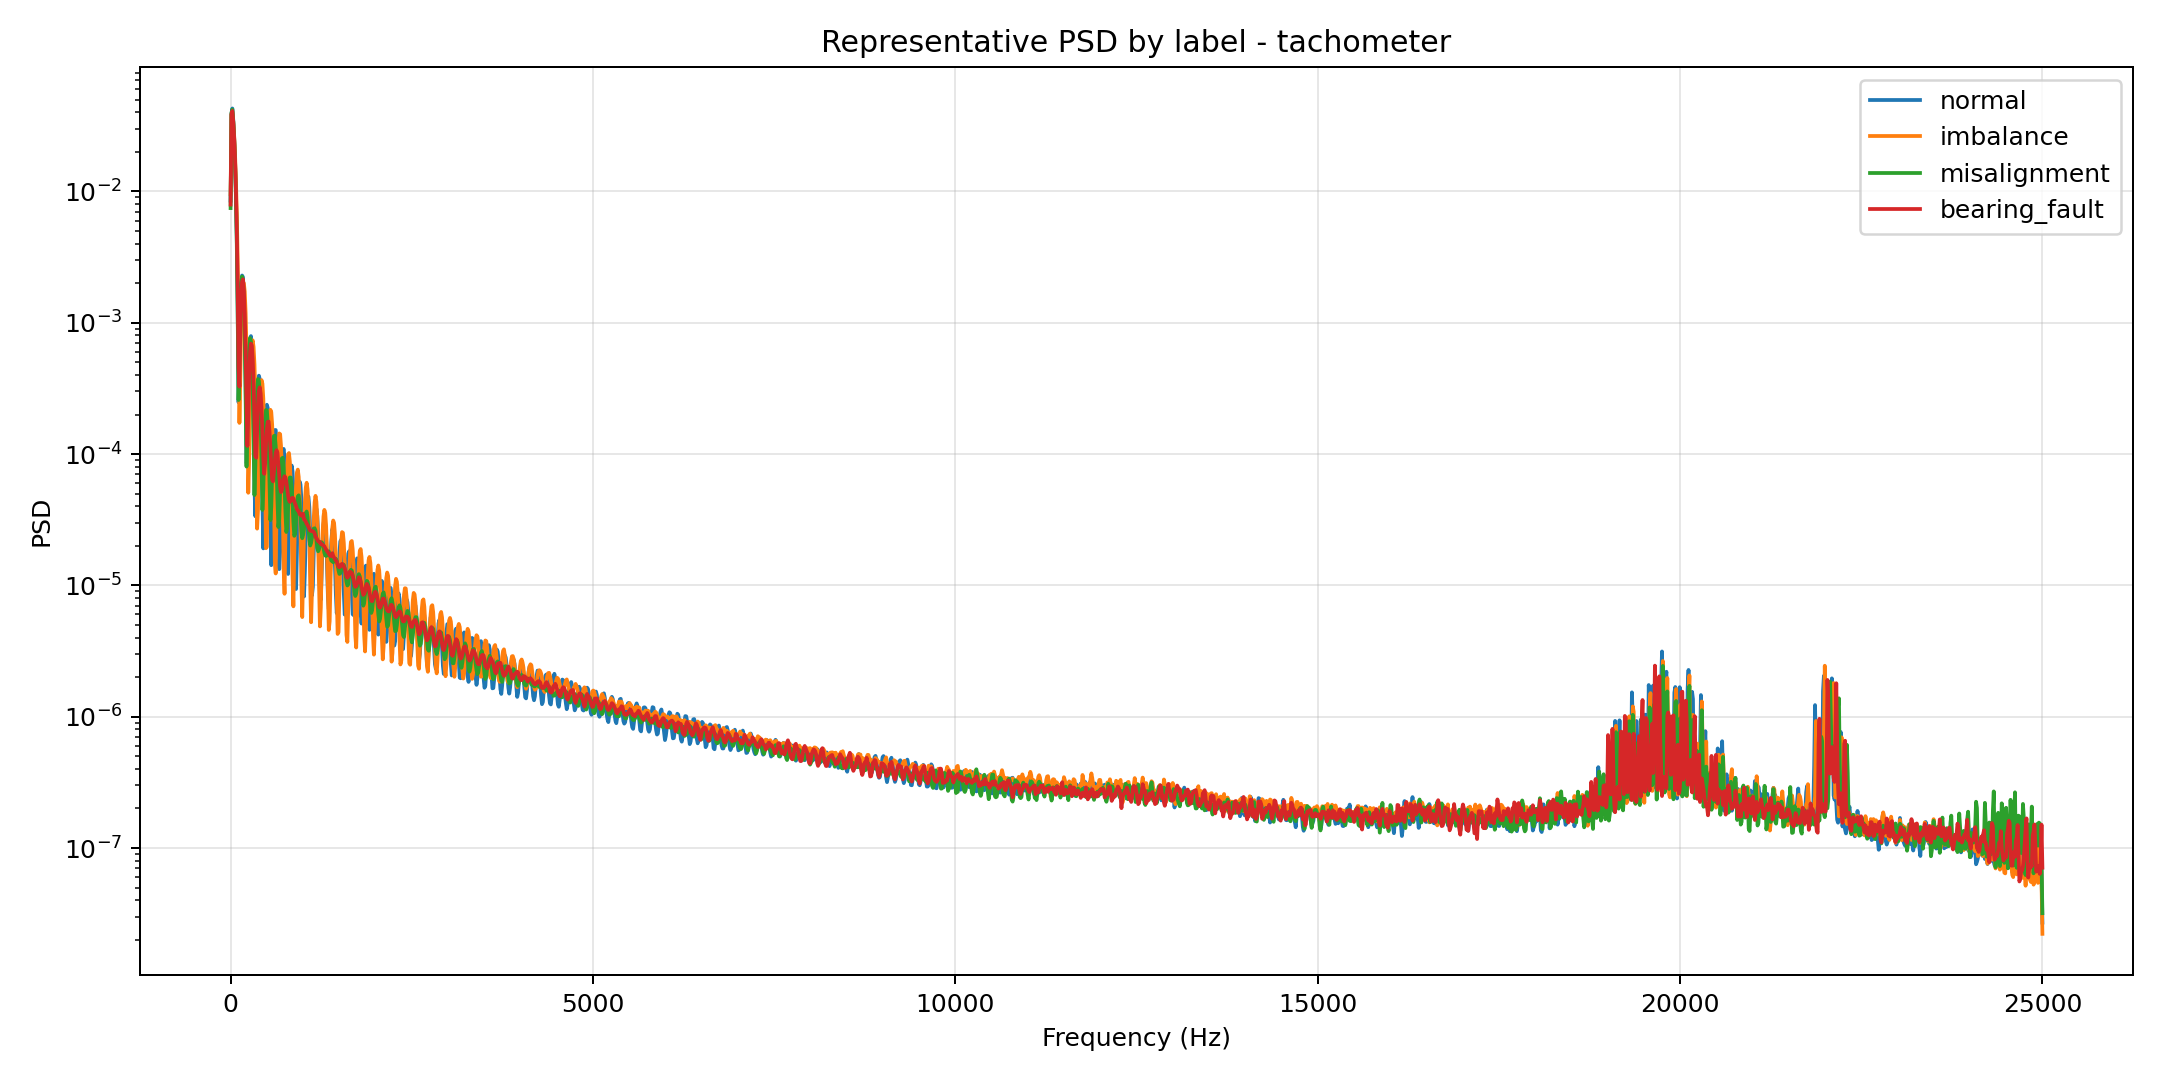 Representative PSD by label - tachometer
normal
imbalance
misalignment
bearing_fault
PSD
10⁻²
10⁻³
10⁻⁴
10⁻⁵
10⁻⁶
10⁻⁷
0 5000 10000 15000 20000 25000
Frequency (Hz)